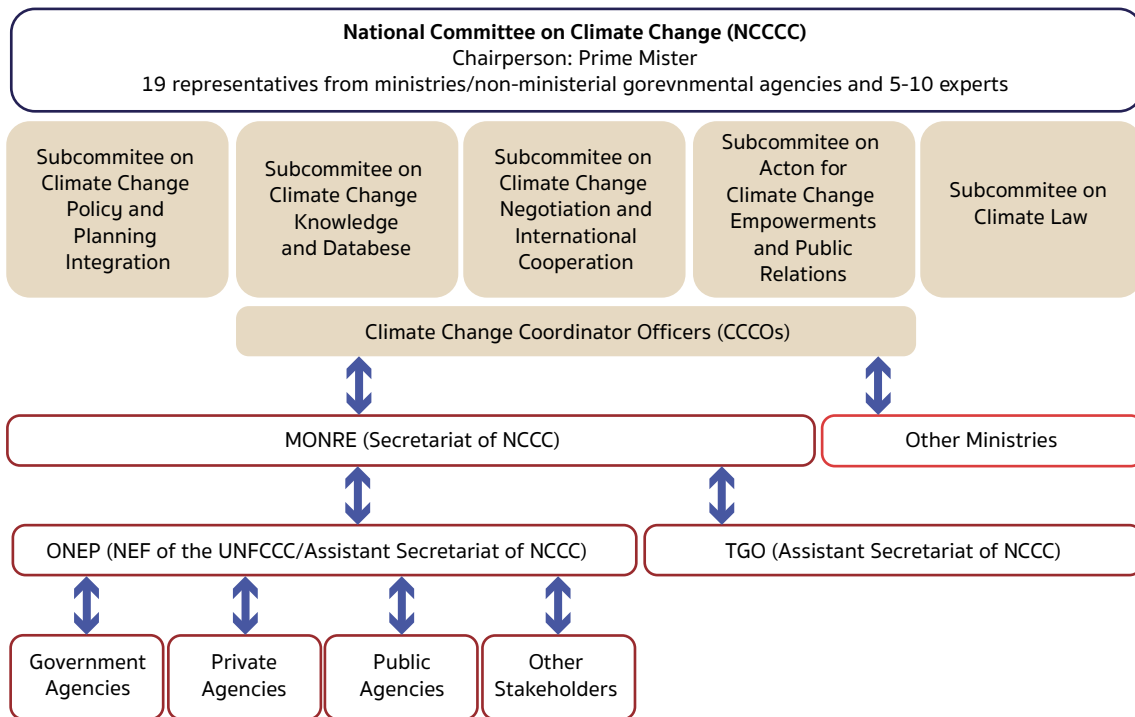 National Committee on Climate Change (NCCCC)
Chairperson: Prime Mister
19 representatives from ministries/non-ministerial gorevnmental agencies and 5-10 experts
Subcommitee on
Climate Change
Policy and
Planning
Integration
Subcommitee on
Climate Change
Knowledge
and Databese
Subcommitee on
Climate Change
Negotiation and
International
Cooperation
Subcommitee on
Acton for
Climate Change
Empowerments
and Public
Relations
Subcommitee on
Climate Law
Climate Change Coordinator Officers (CCCOs)
MONRE (Secretariat of NCCC)
Other Ministries
ONEP (NEF of the UNFCCC/Assistant Secretariat of NCCC)
TGO (Assistant Secretariat of NCCC)
Government
Agencies
Private
Agencies
Public
Agencies
Other
Stakeholders